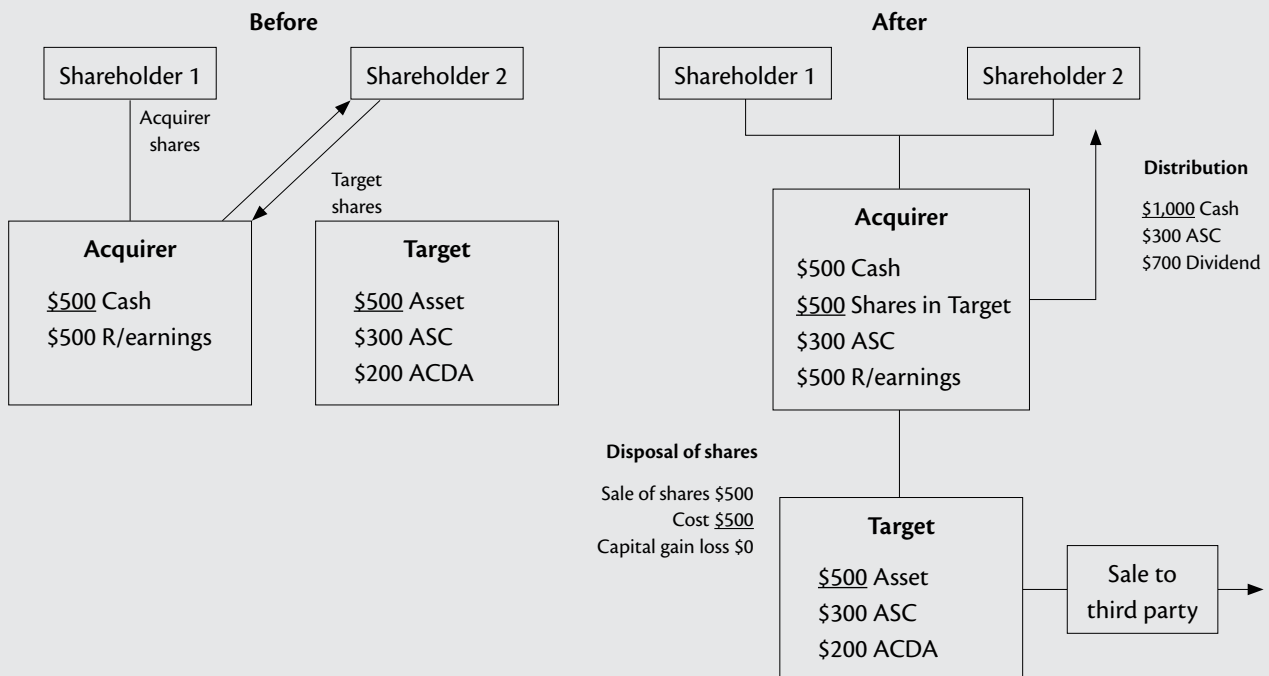 Before
Shareholder 1
Shareholder 2
Acquirer
shares
Target
shares
Acquirer
$500 Cash
$500 R/earnings
Target
$500 Asset
$300 ASC
$200 ACDA
After
Shareholder 1
Shareholder 2
Distribution
$1,000 Cash
$300 ASC
$700 Dividend
Acquirer
$500 Cash
$500 Shares in Target
$300 ASC
$500 R/earnings
Disposal of shares
Sale of shares $500
Cost $500
Capital gain loss $0
Target
$500 Asset
$300 ASC
$200 ACDA
Sale to
third party